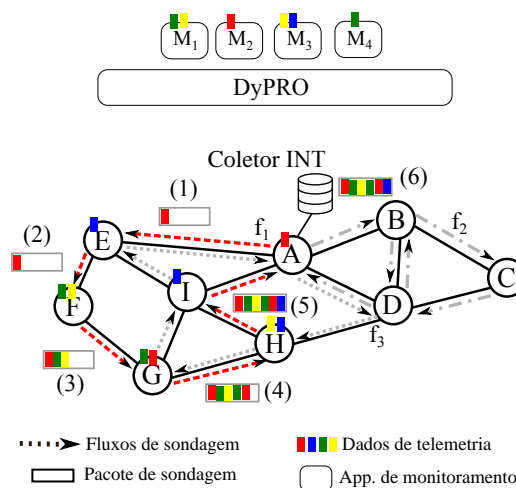 M1 M2 M3 M4
DyPRO
Coletor INT
(6)
(1)
(2)
f1
B
f2
E
A
C
F
I
D
(5)
H
f3
(3)
G
(4)
Fluxos de sondagem
Dados de telemetria
Pacote de sondagem
App. de monitoramento